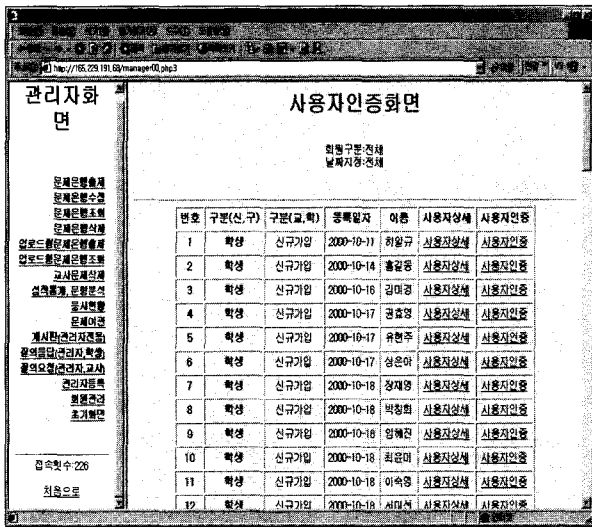 http://165.229.191.68/manager00.php3
관리자화
면
문제은행출제
문제은행수정
문제은행조회
문제은행삭제
업로드형문제은행출제
업로드형문제은행조회
교사문제삭제
성적통계, 문항분석
응시현황
문제이관
게시판(관리자전용)
질의응답(관리자,학생)
질의요청(관리자,교사)
관리자등록
회원관리
초기화면
접속횟수:226
처음으로
사용자인증화면
회원구분:전체
날짜지정:전체
번호 구분(신,구) 구분(교,학) 등록일자 이름 사용자상세 사용자인증
1 학생 신규가입 2000-10-11 하일규 사용자상세 사용자인증
2 학생 신규가입 2000-10-14 홍길동 사용자상세 사용자인증
3 학생 신규가입 2000-10-16 김미경 사용자상세 사용자인증
4 학생 신규가입 2000-10-17 권효영 사용자상세 사용자인증
5 학생 신규가입 2000-10-17 유현주 사용자상세 사용자인증
6 학생 신규가입 2000-10-17 상은아 사용자상세 사용자인증
7 학생 신규가입 2000-10-18 장재영 사용자상세 사용자인증
8 학생 신규가입 2000-10-18 박창희 사용자상세 사용자인증
9 학생 신규가입 2000-10-18 임혜진 사용자상세 사용자인증
10 학생 신규가입 2000-10-18 최윤미 사용자상세 사용자인증
11 학생 신규가입 2000-10-18 이숙영 사용자상세 사용자인증
12 학생 신규가입 2000-10-18 사용자상세 사용자인증